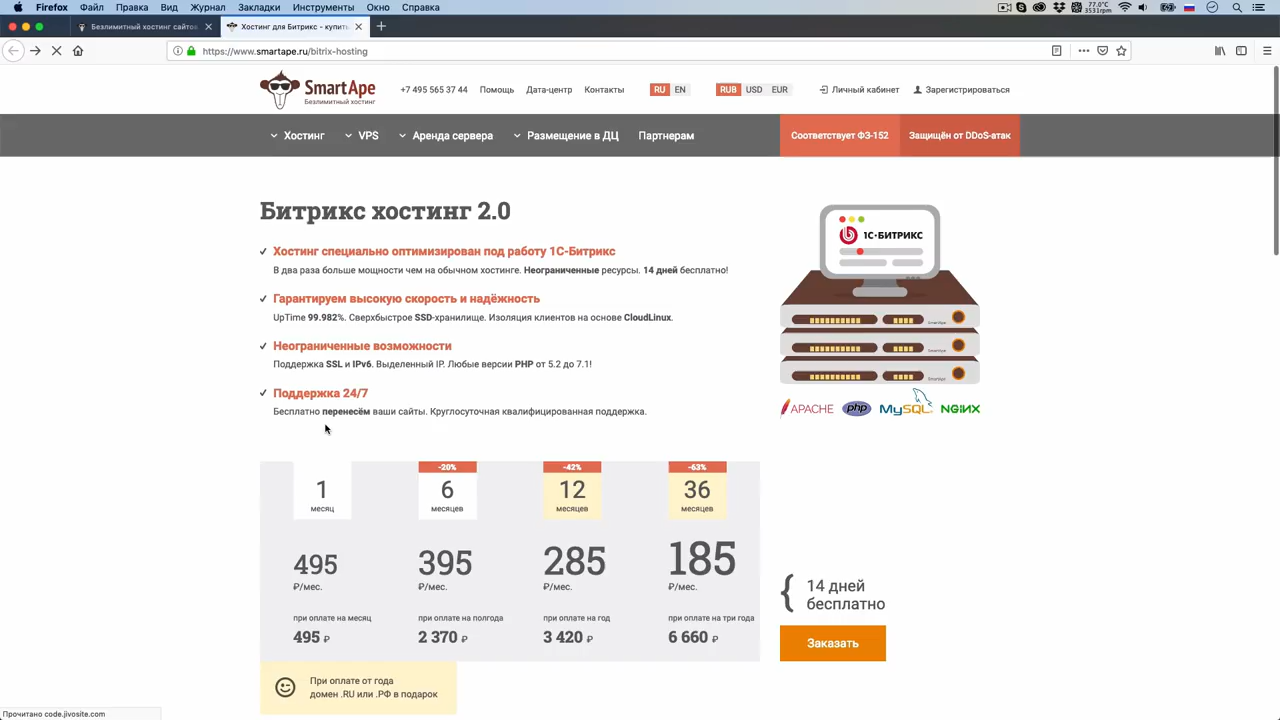 Firefox Файл Правка Вид Журнал Закладки Инструменты Окно Справка
77.0°C
3531rpm
Безлимитный хостинг сайтов
Хостинг для Битрикс - купить
https://www.smartape.ru/bitrix-hosting
SmartApe
Безлимитный хостинг
+7 495 565 37 44 Помощь Дата-центр Контакты RU EN RUB USD EUR Личный кабинет Зарегистрироваться
Хостинг VPS Аренда сервера Размещение в ДЦ Партнерам Соответствует ФЗ-152 Защищён от DDoS-атак
Битрикс хостинг 2.0
Хостинг специально оптимизирован под работу 1С-Битрикс
В два раза больше мощности чем на обычном хостинге. Неограниченные ресурсы. 14 дней бесплатно!
Гарантируем высокую скорость и надёжность
UpTime 99.982%. Сверхбыстрое SSD-хранилище. Изоляция клиентов на основе CloudLinux.
Неограниченные возможности
Поддержка SSL и IPv6. Выделенный IP. Любые версии PHP от 5.2 до 7.1!
Поддержка 24/7
Бесплатно перенесём ваши сайты. Круглосуточная квалифицированная поддержка.
1С-БИТРИКС
SmartApe
SmartApe
SmartApe
APACHE php MySQL NGINX
-20% -42% -63%
1 6 12 36
месяц месяцев месяцев месяцев
495 395 285 185
₽/мес. ₽/мес. ₽/мес. ₽/мес.
при оплате на месяц при оплате на полгода при оплате на год при оплате на три года
495 ₽ 2 370 ₽ 3 420 ₽ 6 660 ₽
14 дней
бесплатно
Заказать
При оплате от года
домен .RU или .РФ в подарок
Прочитано code.jivosite.com